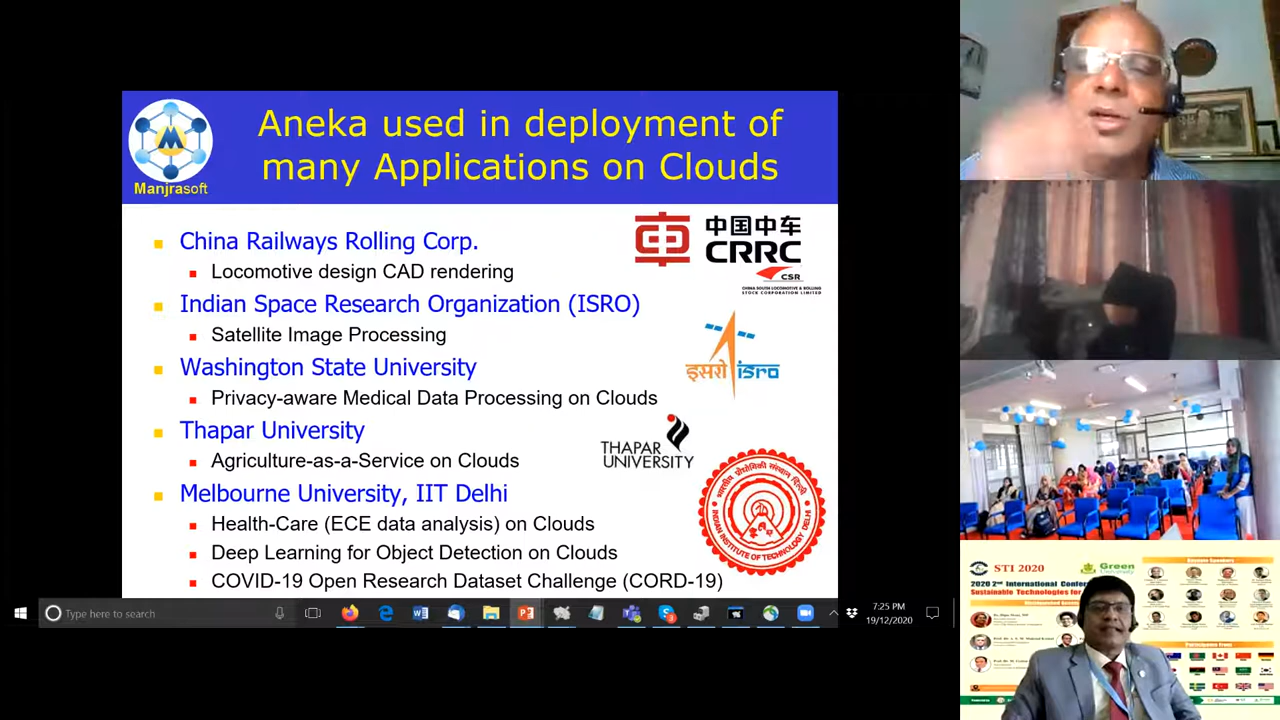 Manjrasoft
Aneka used in deployment of
many Applications on Clouds
China Railways Rolling Corp.
Locomotive design CAD rendering
Indian Space Research Organization (ISRO)
Satellite Image Processing
Washington State University
Privacy-aware Medical Data Processing on Clouds
Thapar University
Agriculture-as-a-Service on Clouds
Melbourne University, IIT Delhi
Health-Care (ECE data analysis) on Clouds
Deep Learning for Object Detection on Clouds
COVID-19 Open Research Dataset Challenge (CORD-19)
中国中车
CRRC
CSR
CHINA SOUTH LOCOMOTIVE & ROLLING
STOCK CORPORATION LIMITED
इसरो isro
THAPAR
UNIVERSITY
भारतीय प्रौद्योगिकी संस्थान दिल्ली
INDIAN INSTITUTE OF TECHNOLOGY DELHI
Type here to search
7:25 PM
19/12/2020
STI 2020
Green
University
2020 2nd International
Sustainable Technologies for